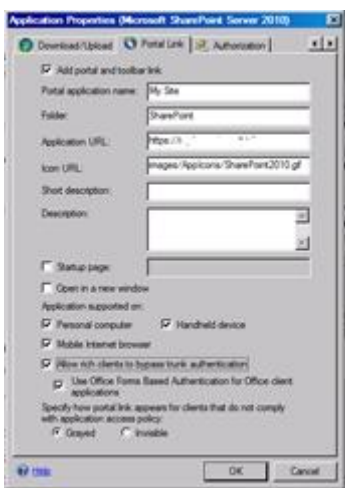 Application Properties (Microsoft SharePoint Server 2010)
Download/Upload Portal Link Authorization
Add portal and toolbar link
Portal application name: My Site
Folder: SharePoint
Application URL: https://
Icon URL: images/AppIcons/SharePoint2010.gif
Short description:
Description:
Startup page:
Open in a new window
Application supported on:
Personal computer Handheld device
Mobile Internet browser
Allow rich clients to bypass trunk authentication
Use Office Forms Based Authentication for Office client
applications
Specify how portal link appears for clients that do not comply
with application access policy:
Grayed Invisible
Help OK Cancel